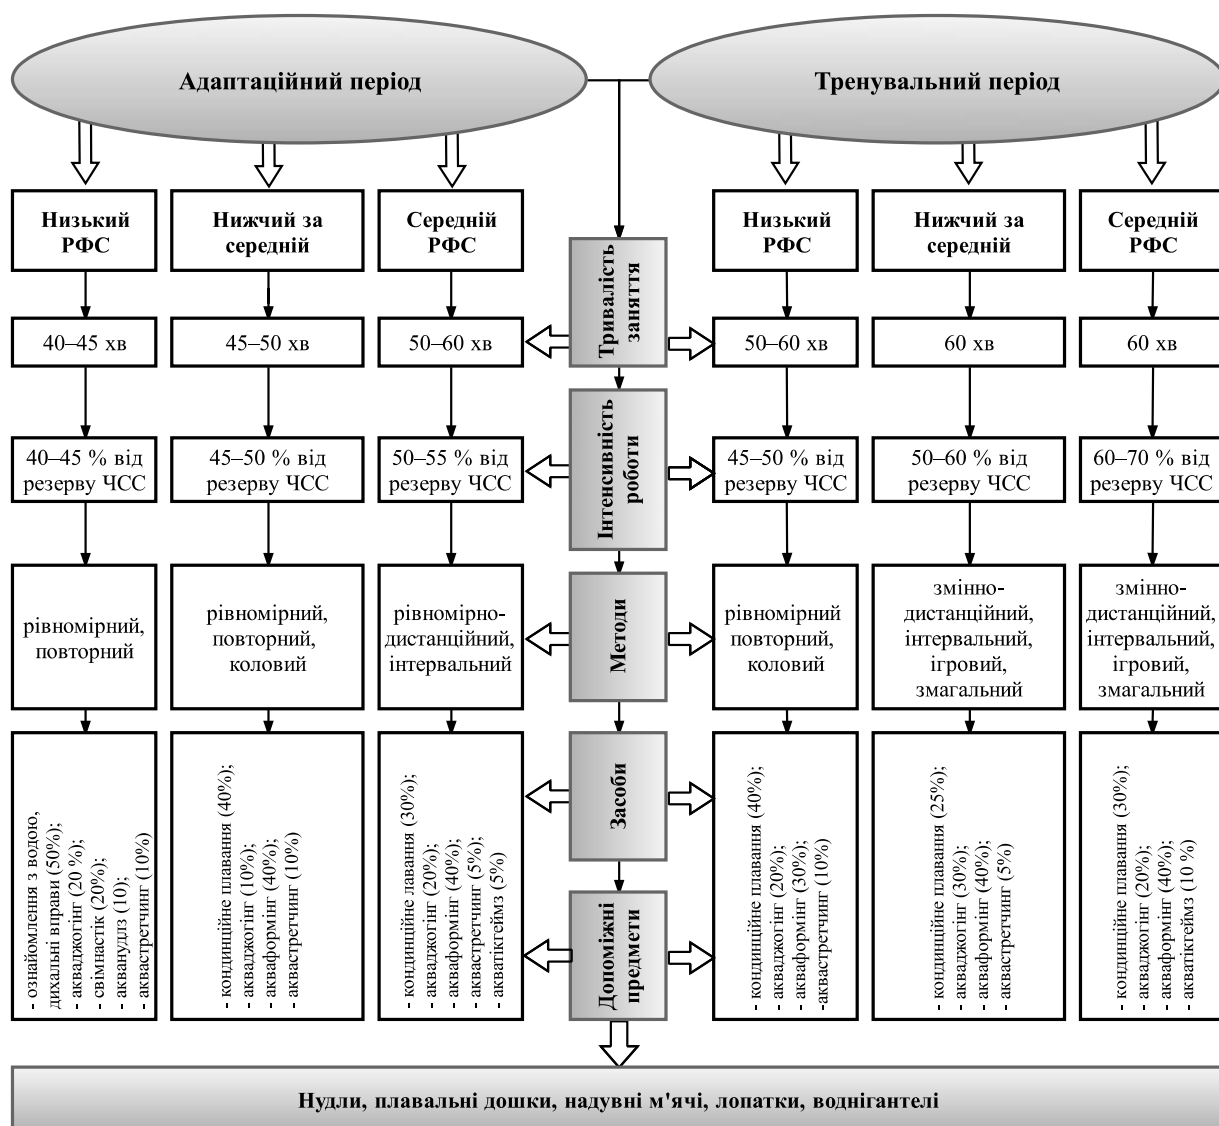 Адаптаційний період
Тренувальний період
Низький
РФС
Нижчий за
середній
Середній
РФС
Низький
РФС
Нижчий за
середній
Середній
РФС
Тривалість
заняття
40–45 хв
45–50 хв
50–60 хв
50–60 хв
60 хв
60 хв
Інтенсивність
роботи
40–45 % від
резерву ЧСС
45–50 % від
резерву ЧСС
50–55 % від
резерву ЧСС
45–50 % від
резерву ЧСС
50–60 % від
резерву ЧСС
60–70 % від
резерву ЧСС
Методи
рівномірний,
повторний
рівномірний,
повторний,
коловий
рівномірно-
дистанційний,
інтервальний
рівномірний
повторний,
коловий
змінно-
дистанційний,
інтервальний,
ігровий,
змагальний
змінно-
дистанційний,
інтервальний,
ігровий,
змагальний
Засоби
- ознайомлення з водою,
дихальні вправи (50%);
- акваджогінг (20 %);
- свімнастік (20%);
- акванудлз (10);
- аквастретчинг (10%)
- кондиційне плавання (40%);
- акваджогінг (10%);
- акваформінг (40%);
- аквастретчинг (10%)
- кондиційне лавання (30%);
- акваджогінг (20%);
- акваформінг (40%);
- аквастретчинг (5%);
- акватікгеймз (5%)
- кондиційне плавання (40%);
- акваджогінг (20%);
- акваформінг (30%);
-аквастретчинг (10%)
- кондиційне плавання (25%);
- акваджогінг (30%);
- акваформінг (40%);
- аквастретчинг (5%)
- кондиційне плавання (30%);
- акваджогінг (20%);
- акваформінг (40%);
- акватікгеймз (10 %)
Допоміжні
предмети
Нудли, плавальні дошки, надувні м'ячі, лопатки, воднігантелі